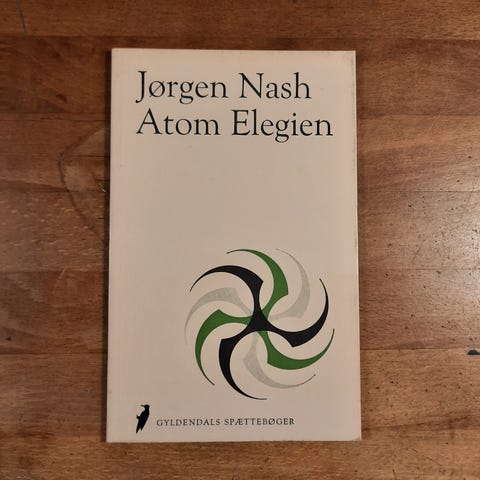 Jørgen Nash
Atom Elegien
GYLDENDALS SPÆTTEBØGER